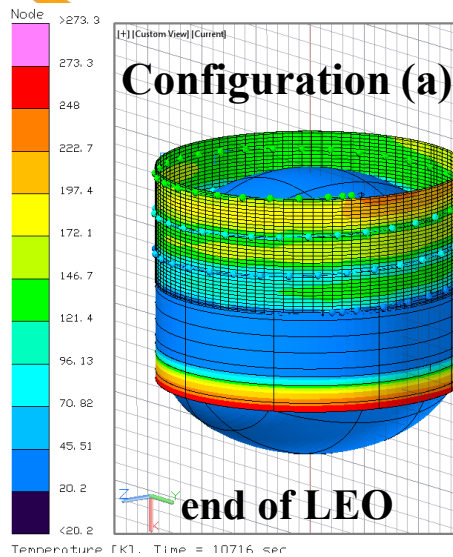 Node
>273. 3
273. 3
248
222. 7
197. 4
172. 1
146. 7
121. 4
96. 13
70. 82
45. 51
20. 2
<20. 2
[+] [Custom View] [Current]
Configuration (a)
Z
Y
X
end of LEO
Temperature [K], Time = 10716 sec